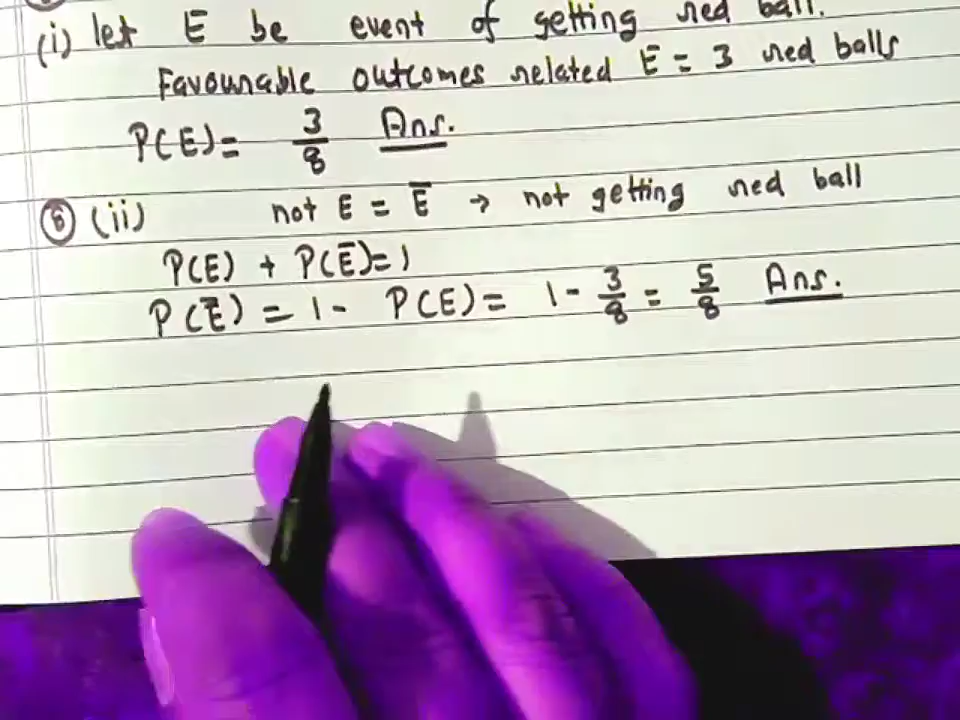 (i) let E be event of getting red ball.
Favourable outcomes related E = 3 red balls
P(E) = 3/8 Ans.
(ii) not E = E̅ → not getting red ball
P(E) + P(E̅) = 1
P(E̅) = 1 - P(E) = 1 - 3/8 = 5/8 Ans.